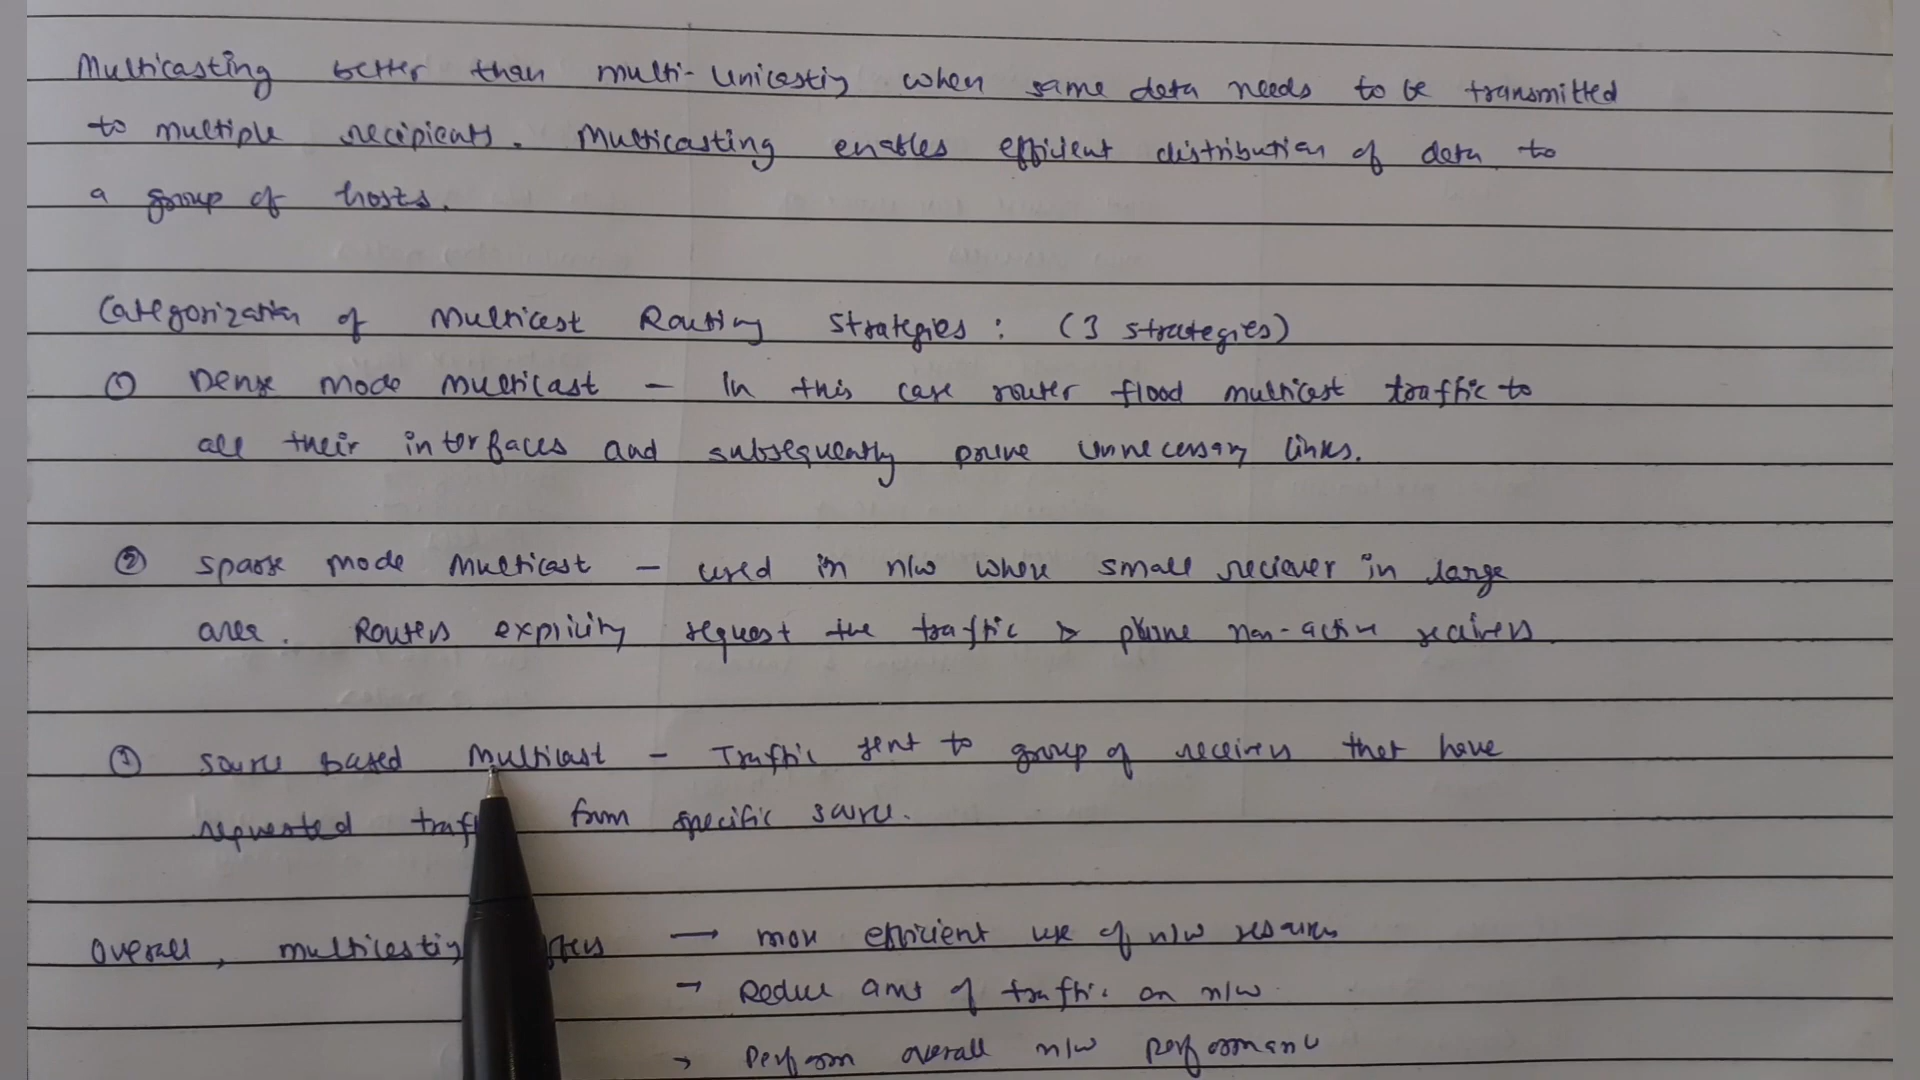 Multicasting better than multi-Unicasting when same data needs to be transmitted
to multiple recipients. Multicasting enables efficient distribution of data to
a group of hosts.
Categorization of Multicast Routing Strategies : (3 strategies)
① Dense mode multicast — In this case router flood multicast traffic to
all their interfaces and subsequently prune unnecessary links.
② Sparse mode Multicast — used in n/w where small reciever in large
area. Routers explicity request the traffic & prune non-active recievers
③ Source based Multicast — Traffic sent to group of receivers that have
requested from specific source.
Overall, multicasting → more efficient use of n/w resources
→ Reduce amt of traffic on n/w
→ Perform overall n/w performance